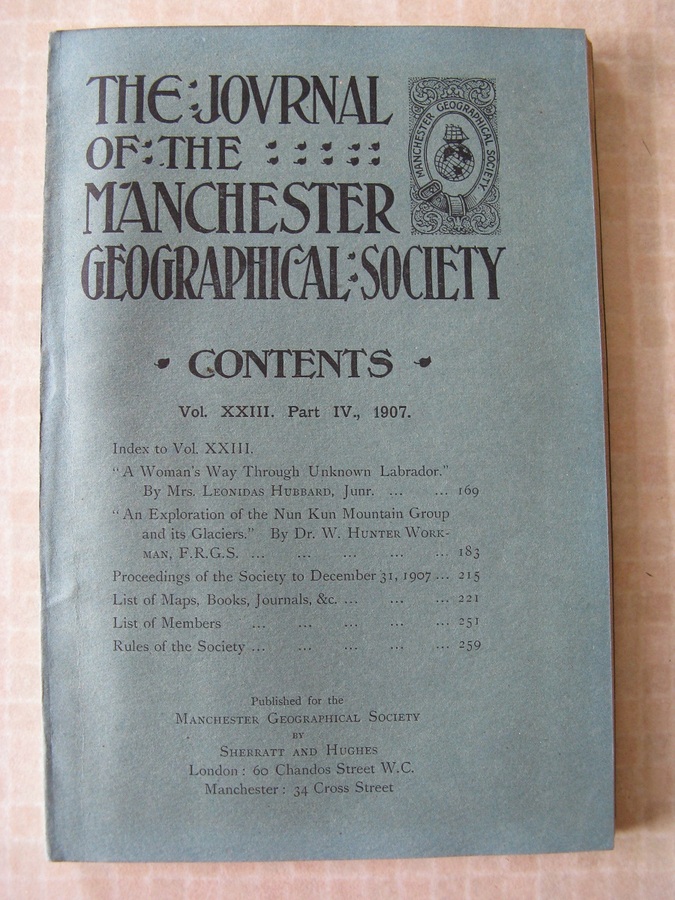 THE JOVRNAL
OF THE
MANCHESTER
GEOGRAPHICAL SOCIETY
MANCHESTER GEOGRAPHICAL SOCIETY
CONTENTS
Vol. XXIII. Part IV., 1907.
Index to Vol. XXIII.
"A Woman's Way Through Unknown Labrador."
By Mrs. LEONIDAS HUBBARD, Junr. ... ... 169
"An Exploration of the Nun Kun Mountain Group
and its Glaciers." By Dr. W. HUNTER WORK-
MAN, F.R.G.S. ... ... ... ... ... 183
Proceedings of the Society to December 31, 1907 ... 215
List of Maps, Books, Journals, &c. ... ... ... 221
List of Members ... ... ... ... ... 251
Rules of the Society ... ... ... ... ... 259
Published for the
MANCHESTER GEOGRAPHICAL SOCIETY
BY
SHERRATT AND HUGHES
London : 60 Chandos Street W.C.
Manchester : 34 Cross Street